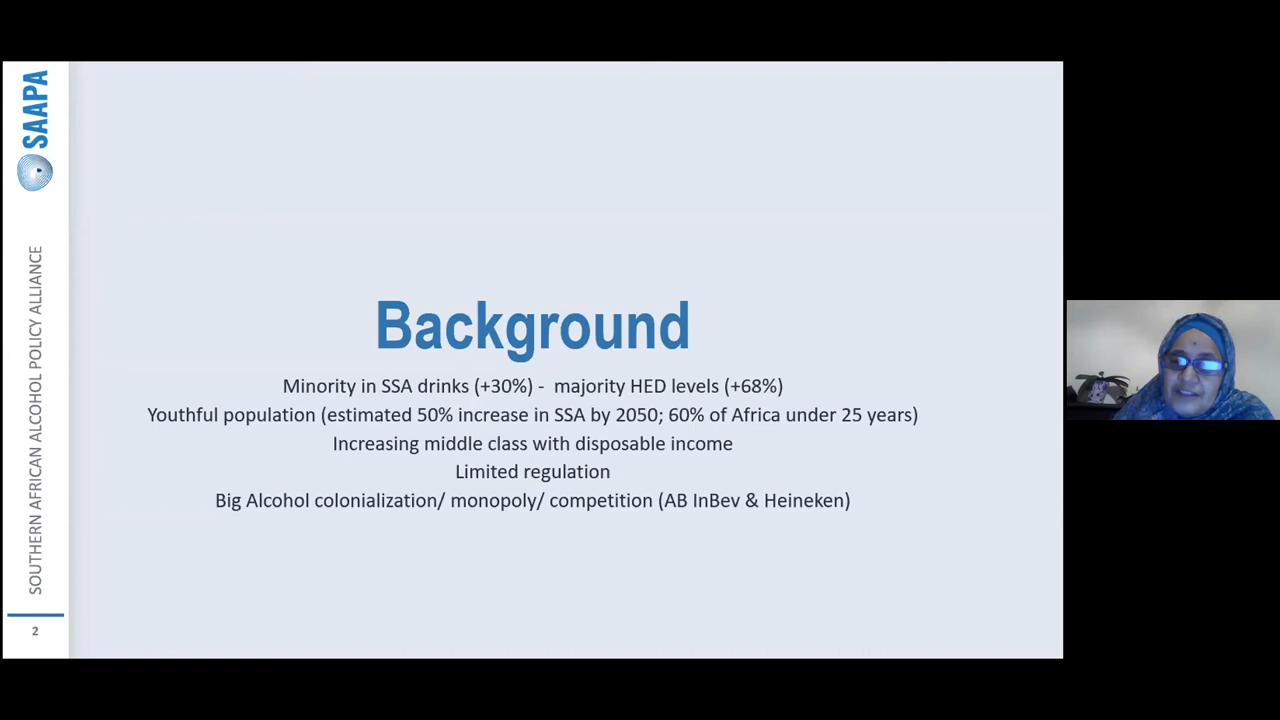 SAAPA
SOUTHERN AFRICAN ALCOHOL POLICY ALLIANCE
2
Background
Minority in SSA drinks (+30%) - majority HED levels (+68%)
Youthful population (estimated 50% increase in SSA by 2050; 60% of Africa under 25 years)
Increasing middle class with disposable income
Limited regulation
Big Alcohol colonialization/ monopoly/ competition (AB InBev & Heineken)